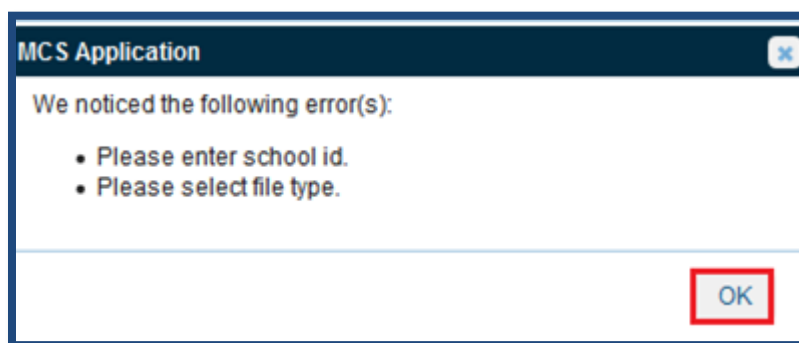 MCS Application
We noticed the following error(s):
• Please enter school id.
• Please select file type.
OK